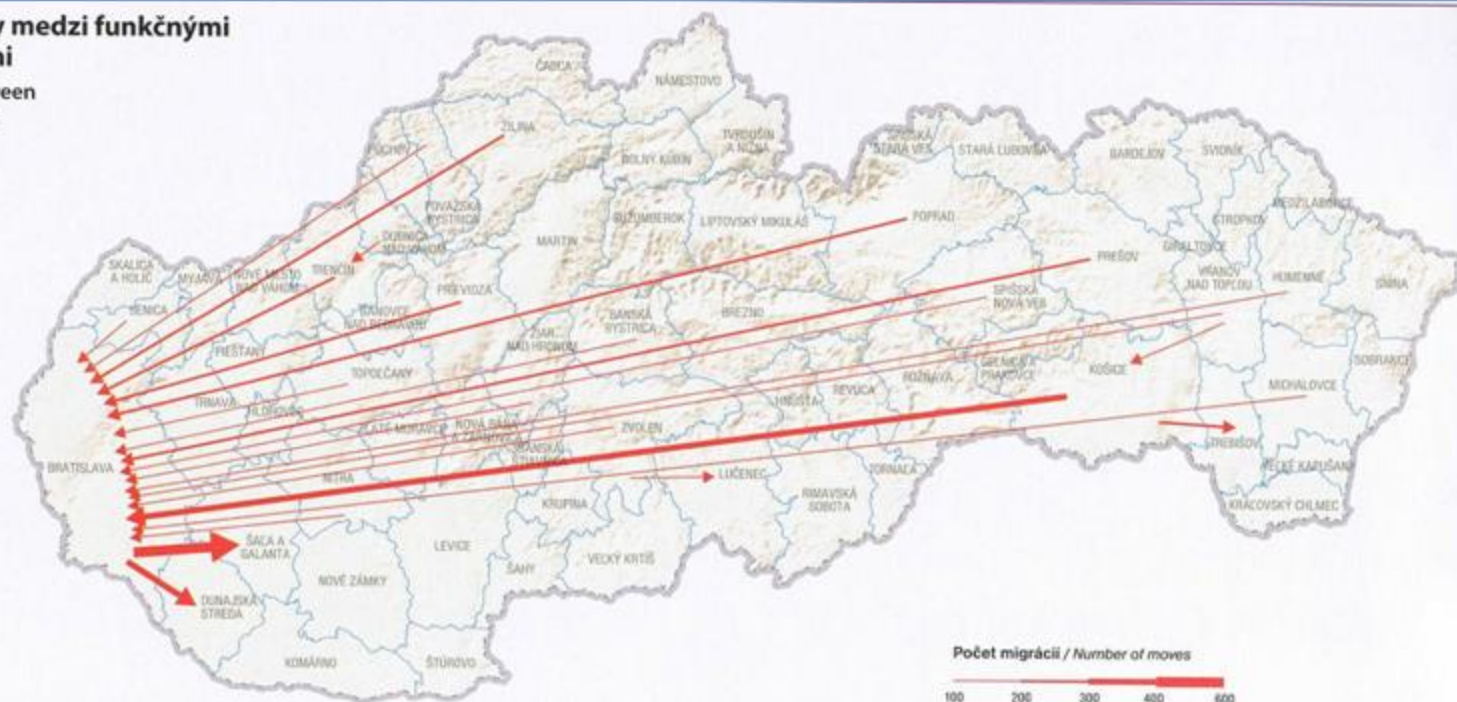 medzi funkčnými
ČADCA
NÁMESTOVO
ŽILINA
TVRDOŠÍN
A NIŽNÁ
DOLNÝ KUBÍN
SPIŠSKÁ
STARÁ VES
STARÁ ĽUBOVŇA
BARDEJOV
SVIDNÍK
PÚCHOV
POVAŽSKÁ
BYSTRICA
RUŽOMBEROK
LIPTOVSKÝ MIKULÁŠ
POPRAD
STROPKOV
MEDZILABORCE
DUBNICA
NAD VÁHOM
MARTIN
GIRALTOVCE
PREŠOV
SKALICA
A HOLÍČ
MYJAVA
NOVÉ MESTO
NAD VÁHOM
TRENČÍN
PRIEVIDZA
SPIŠSKÁ
NOVÁ VES
VRANOV
NAD TOPĽOU
HUMENNÉ
SNINA
SENICA
BÁNOVCE
NAD BEBRAVOU
BANSKÁ
BYSTRICA
BREZNO
ŽIAR
NAD HRONOM
PIEŠŤANY
TOPOĽČANY
GELNICA A
PRAKOVCE
KOŠICE
SOBRANCE
ROŽŇAVA
REVÚCA
MICHALOVCE
TRNAVA
HLOHOVEC
HNÚŠŤA
ZLATÉ MORAVCE
NOVÁ BAŇA
A ŽARNOVICA
ZVOLEN
BANSKÁ
ŠTIAVNICA
TREBIŠOV
BRATISLAVA
NITRA
LUČENEC
TORNAĽA
VEĽKÉ KAPUŠANY
KRUPINA
RIMAVSKÁ
SOBOTA
KRÁĽOVSKÝ CHLMEC
ŠAĽA A
GALANTA
LEVICE
ŠAHY
VEĽKÝ KRTÍŠ
NOVÉ ZÁMKY
DUNAJSKÁ
STREDA
KOMÁRNO
ŠTÚROVO
Počet migrácií / Number of moves
100 200 300 400 600